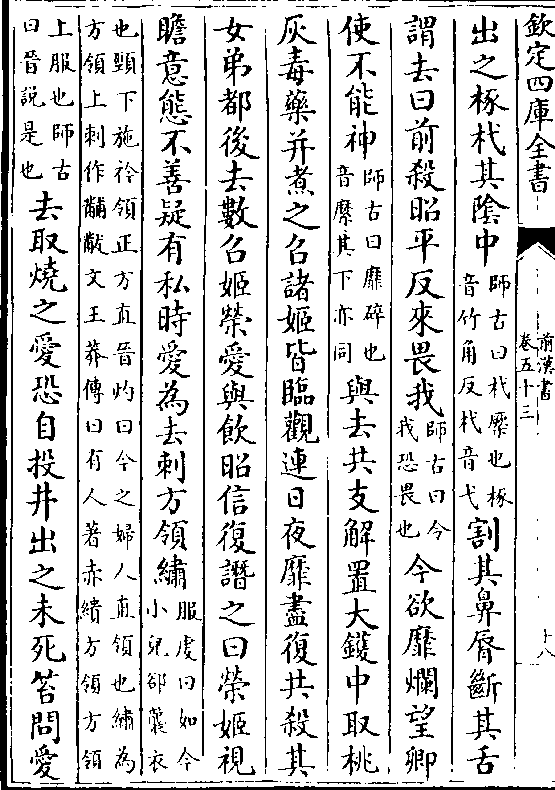 欽定四庫全書
前漢書
卷五十三
十八
出之椓杙其陰中師古曰杙橜也椓
音竹角反杙音弋割其鼻脣斷其舌
謂去曰前殺昭平反來畏我師古曰今
我恐畏也今欲靡爛望卿
使不能神師古曰靡碎也
音縻其下亦同與去共支解置大鑊中取桃
灰毒藥并煮之召諸姬皆臨觀連日夜靡盡復共殺其
女弟都後去數召姬榮愛與飲昭信復譖之曰榮姬視
瞻意態不善疑有私時愛為去刺方領繡服虔曰如今
小兒卻襲衣
也頸下施衿領正方直晉灼曰今之婦人直領也繡為
方領上刺作黼黻文王莽傳曰有人著赤繢方領方領
上服也師古
曰晉說是也去取燒之愛恐自投井出之未死笞問愛